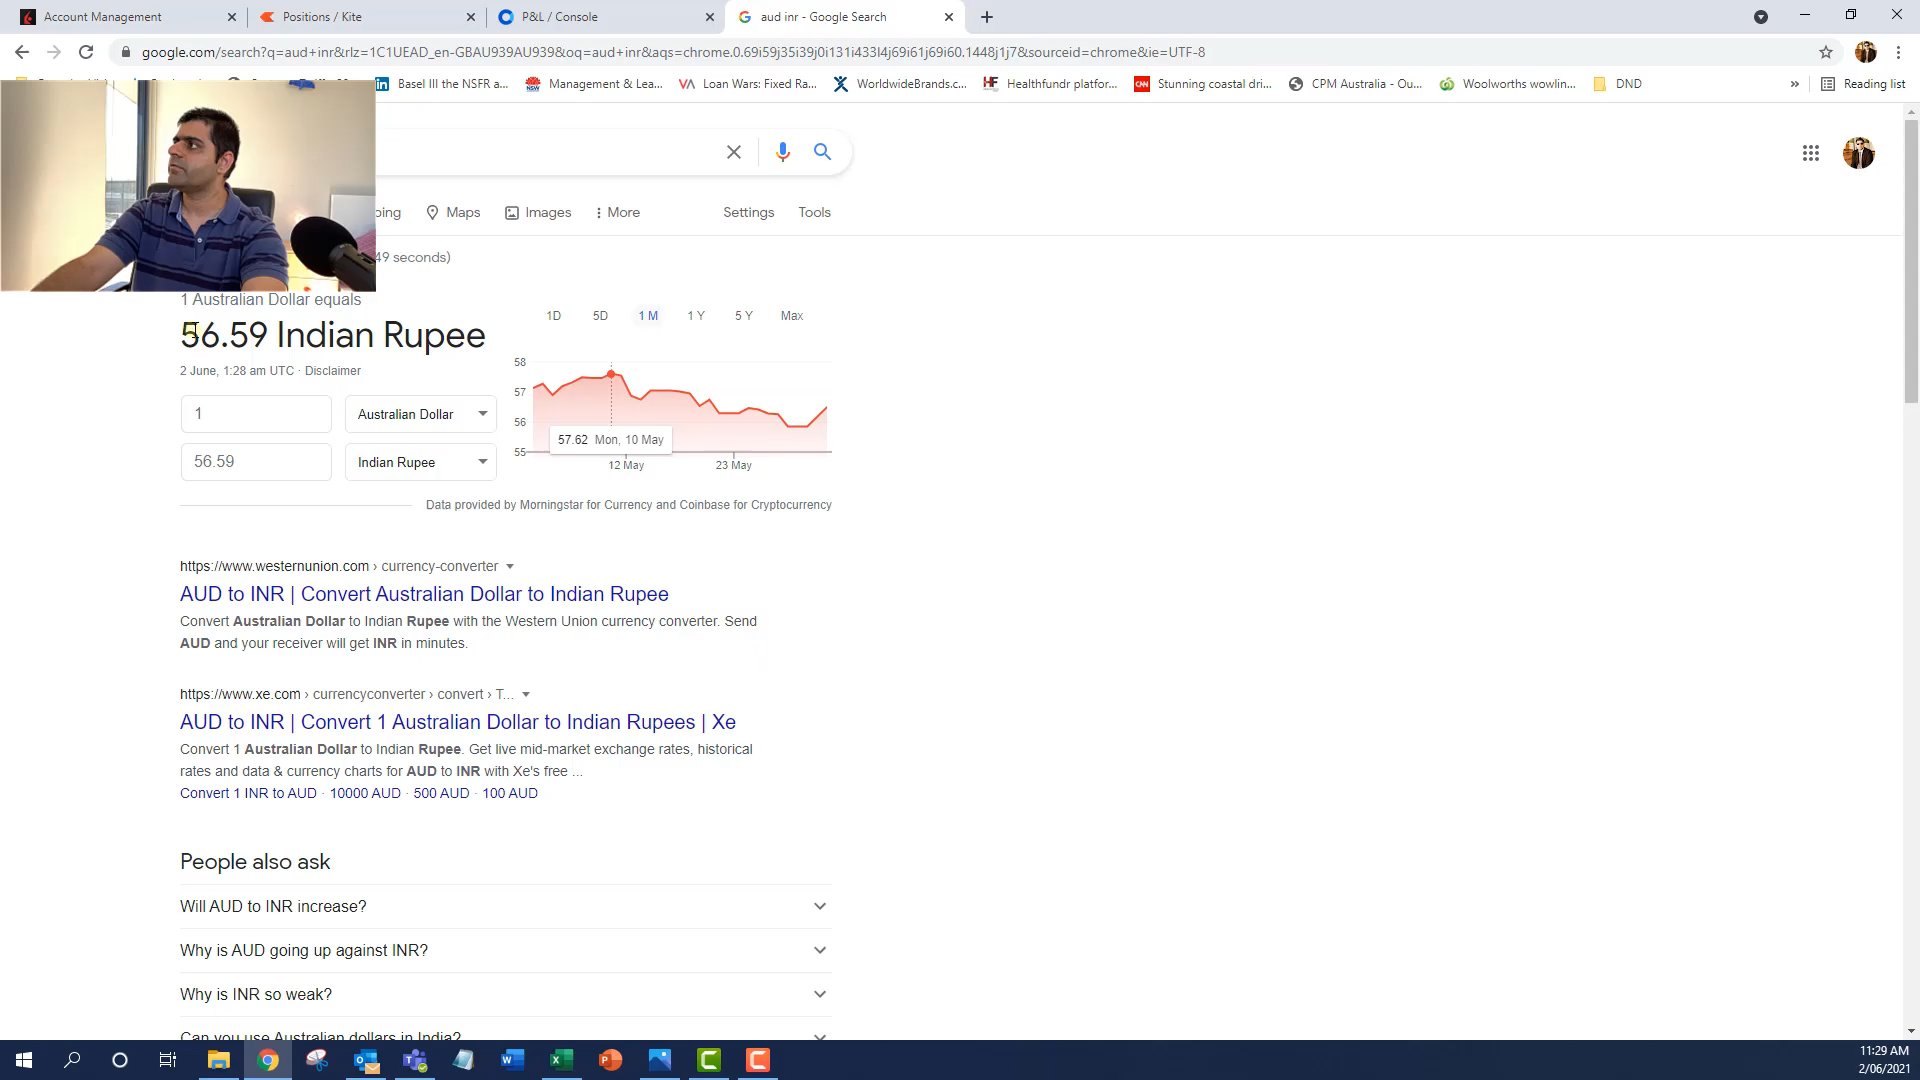 Account Management
Positions / Kite
P&L / Console
aud inr - Google Search
google.com/search?q=aud+inr&rlz=1C1UEAD_en-GBAU939AU939&oq=aud+inr&aqs=chrome.0.69i59j35i39j0i131i433l4j69i61j69i60.1448j1j7&sourceid=chrome&ie=UTF-8
Basel III the NSFR a...
Management & Lea...
Loan Wars: Fixed Ra...
WorldwideBrands.c...
Healthfundr platfor...
Stunning coastal dri...
CPM Australia - Ou...
Woolworths wowlin...
DND
»
Reading list
ping
Maps
Images
More
Settings
Tools
49 seconds)
1 Australian Dollar equals
56.59 Indian Rupee
2 June, 1:28 am UTC · Disclaimer
1
Australian Dollar
56.59
Indian Rupee
1D
5D
1 M
1 Y
5 Y
Max
58
57
56
55
57.62 Mon, 10 May
12 May
23 May
Data provided by Morningstar for Currency and Coinbase for Cryptocurrency
https://www.westernunion.com › currency-converter
AUD to INR | Convert Australian Dollar to Indian Rupee
Convert Australian Dollar to Indian Rupee with the Western Union currency converter. Send
AUD and your receiver will get INR in minutes.
https://www.xe.com › currencyconverter › convert › T...
AUD to INR | Convert 1 Australian Dollar to Indian Rupees | Xe
Convert 1 Australian Dollar to Indian Rupee. Get live mid-market exchange rates, historical
rates and data & currency charts for AUD to INR with Xe's free ...
Convert 1 INR to AUD · 10000 AUD · 500 AUD · 100 AUD
People also ask
Will AUD to INR increase?
Why is AUD going up against INR?
Why is INR so weak?
Can you use Australian dollars in India?
11:29 AM
2/06/2021